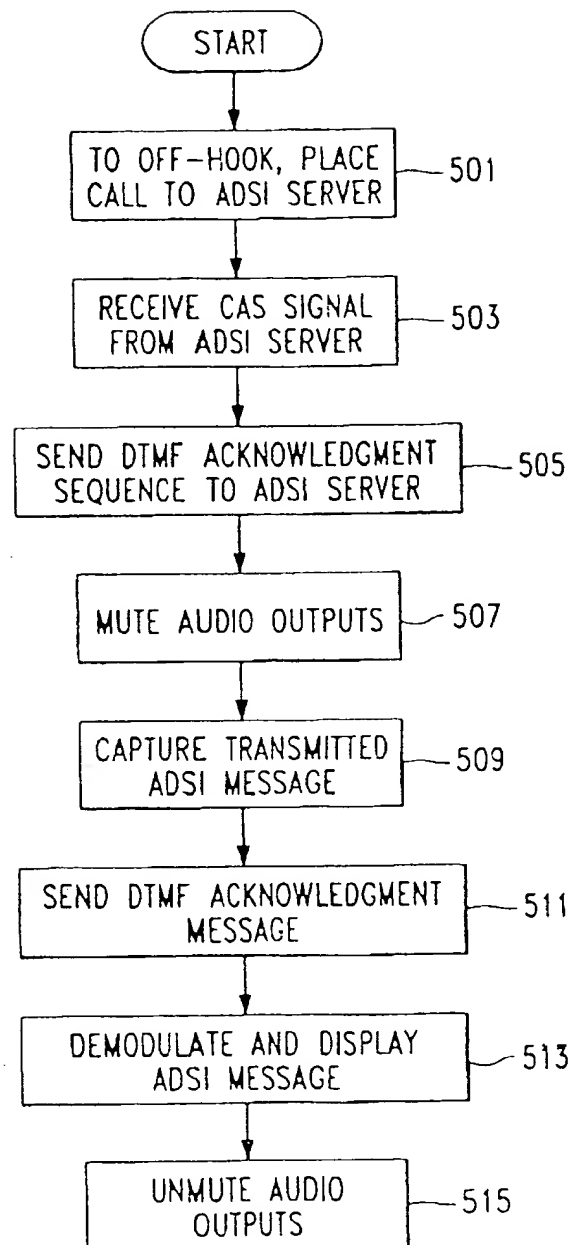 START
TO OFF-HOOK, PLACE
CALL TO ADSI SERVER
501
RECEIVE CAS SIGNAL
FROM ADSI SERVER
503
SEND DTMF ACKNOWLEDGMENT
SEQUENCE TO ADSI SERVER
505
MUTE AUDIO OUTPUTS
507
CAPTURE TRANSMITTED
ADSI MESSAGE
509
SEND DTMF ACKNOWLEDGMENT
MESSAGE
511
DEMODULATE AND DISPLAY
ADSI MESSAGE
513
UNMUTE AUDIO
OUTPUTS
515